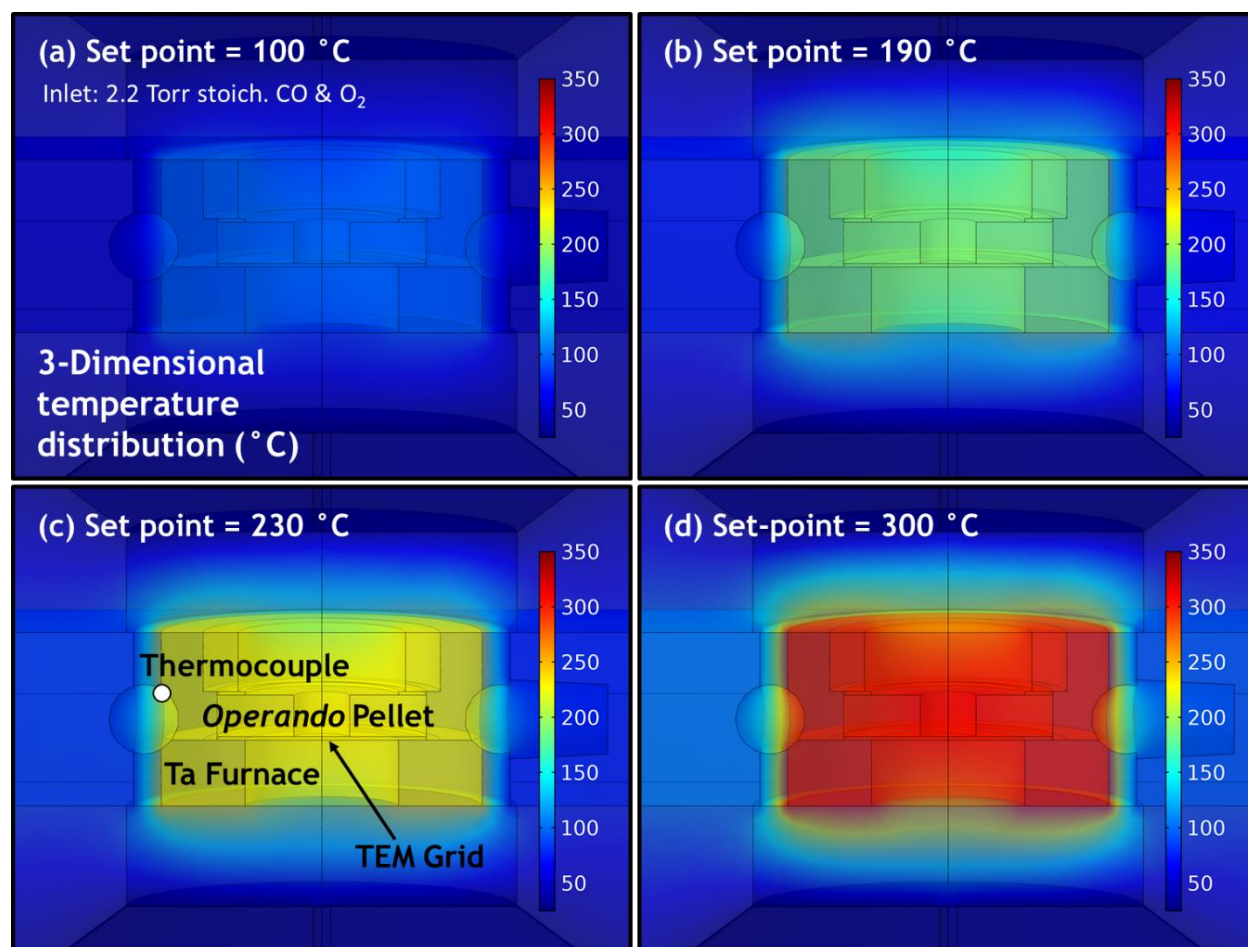 (a) Set point = 100 °C
Inlet: 2.2 Torr stoich. CO & O₂
350
300
250
200
150
100
50
3-Dimensional
temperature
distribution (°C)
(b) Set point = 190 °C
350
300
250
200
150
100
50
(c) Set point = 230 °C
350
300
250
200
150
100
50
Thermocouple
Operando Pellet
Ta Furnace
TEM Grid
(d) Set-point = 300 °C
350
300
250
200
150
100
50